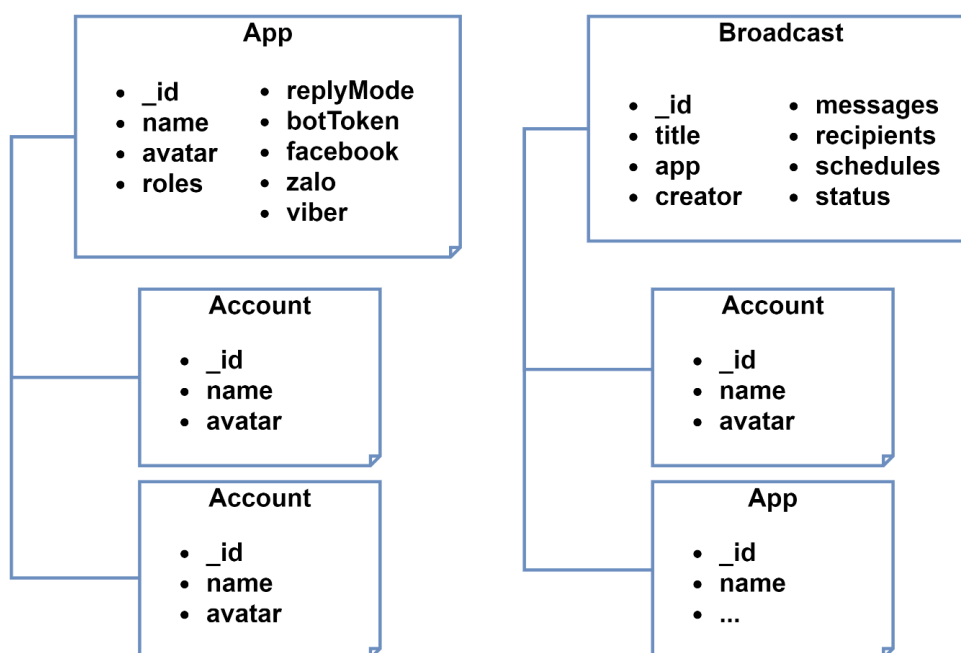 App
• _id
• name
• avatar
• roles
• replyMode
• botToken
• facebook
• zalo
• viber
Account
• _id
• name
• avatar
Account
• _id
• name
• avatar
Broadcast
• _id
• title
• app
• creator
• messages
• recipients
• schedules
• status
Account
• _id
• name
• avatar
App
• _id
• name
• ...